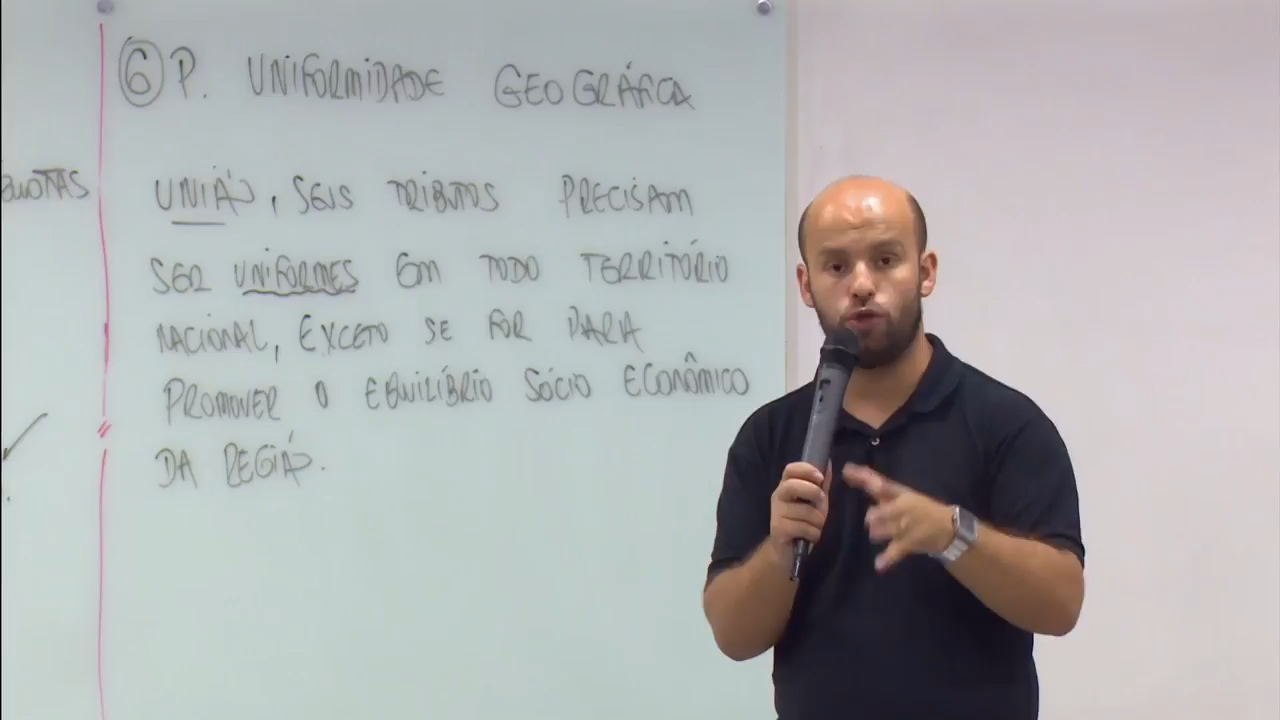 6 P. UNIFORMIDADE GEOGRÁFICA
UNIÃO, SEUS TRIBUTOS PRECISAM
SER UNIFORMES EM TODO TERRITÓRIO
NACIONAL, EXCETO SE FOR PARA
PROMOVER O EQUILÍBRIO SÓCIO ECONÔMICO
DA REGIÃO.